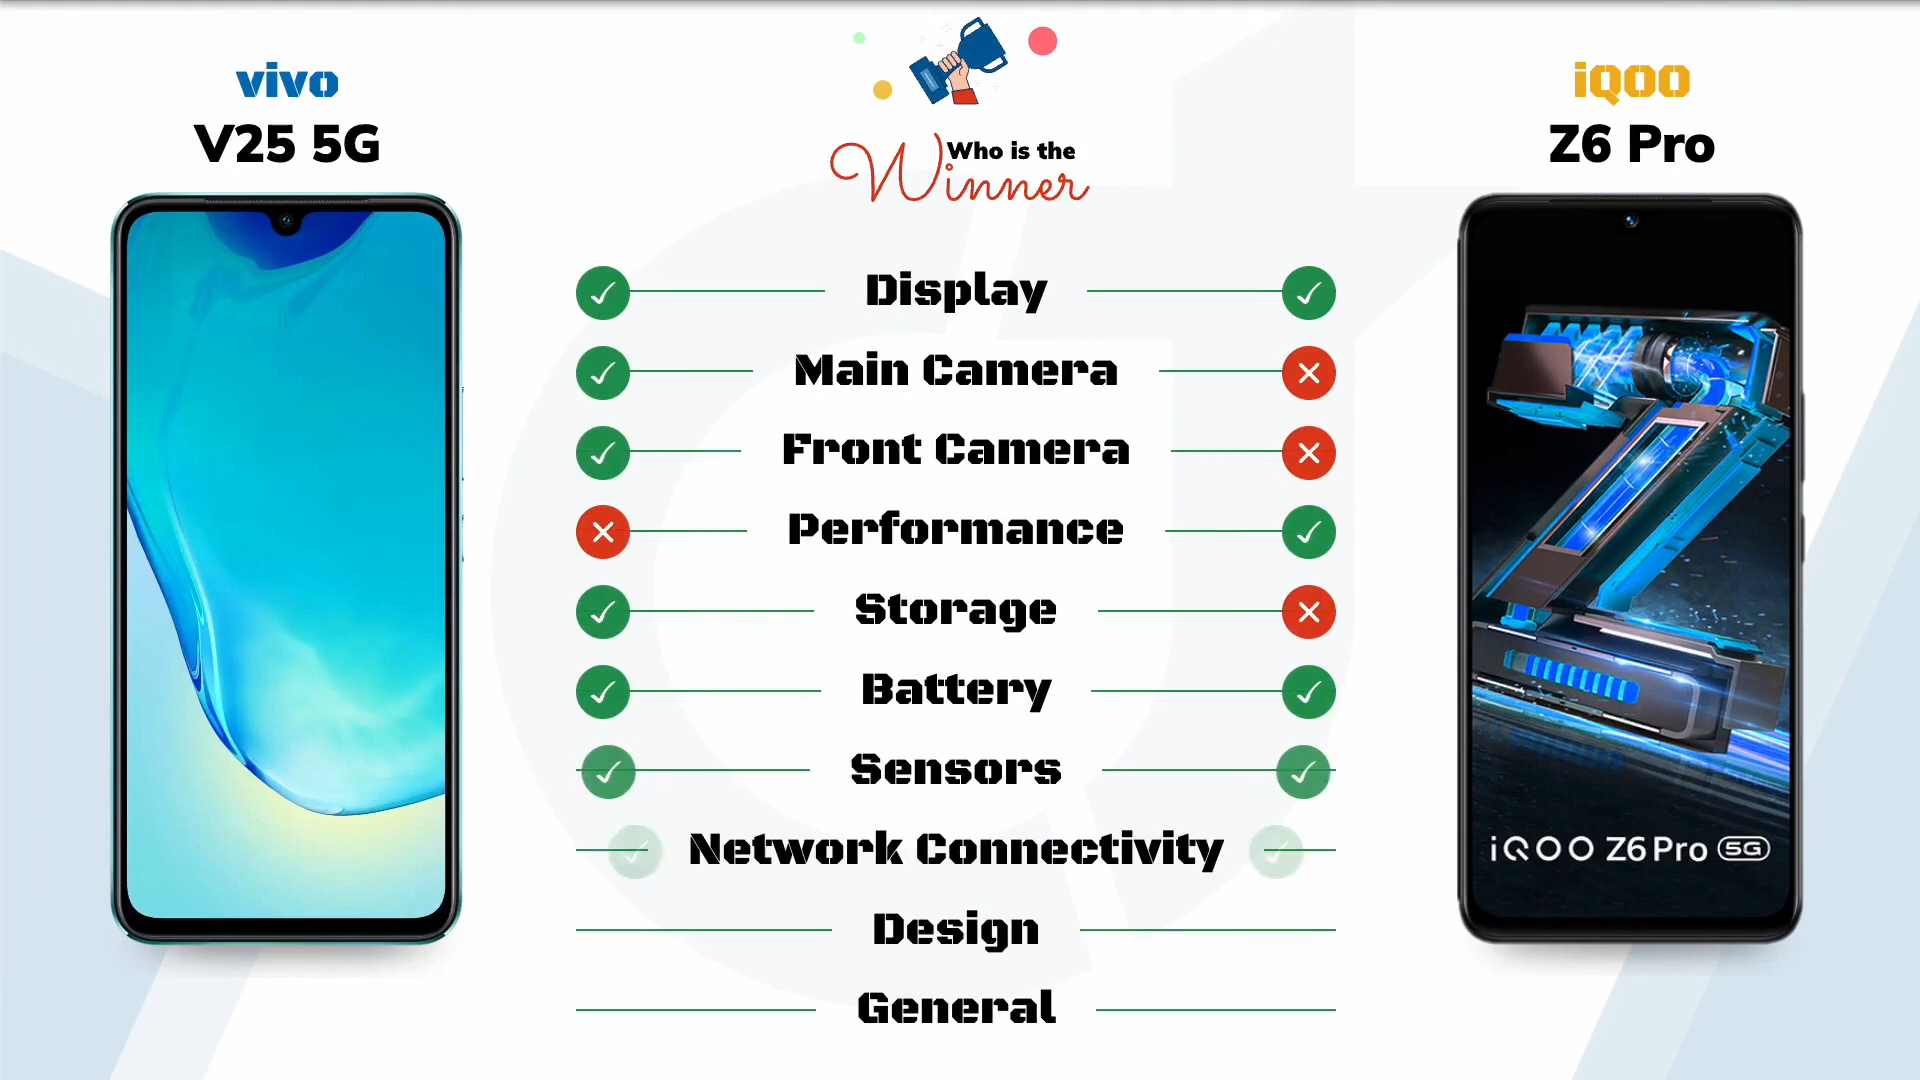 vivo
V25 5G
Who is the
Winner
iQOO
Z6 Pro
Display
Main Camera
Front Camera
Performance
Storage
Battery
Sensors
Network Connectivity
Design
General
iQOO Z6 Pro 5G